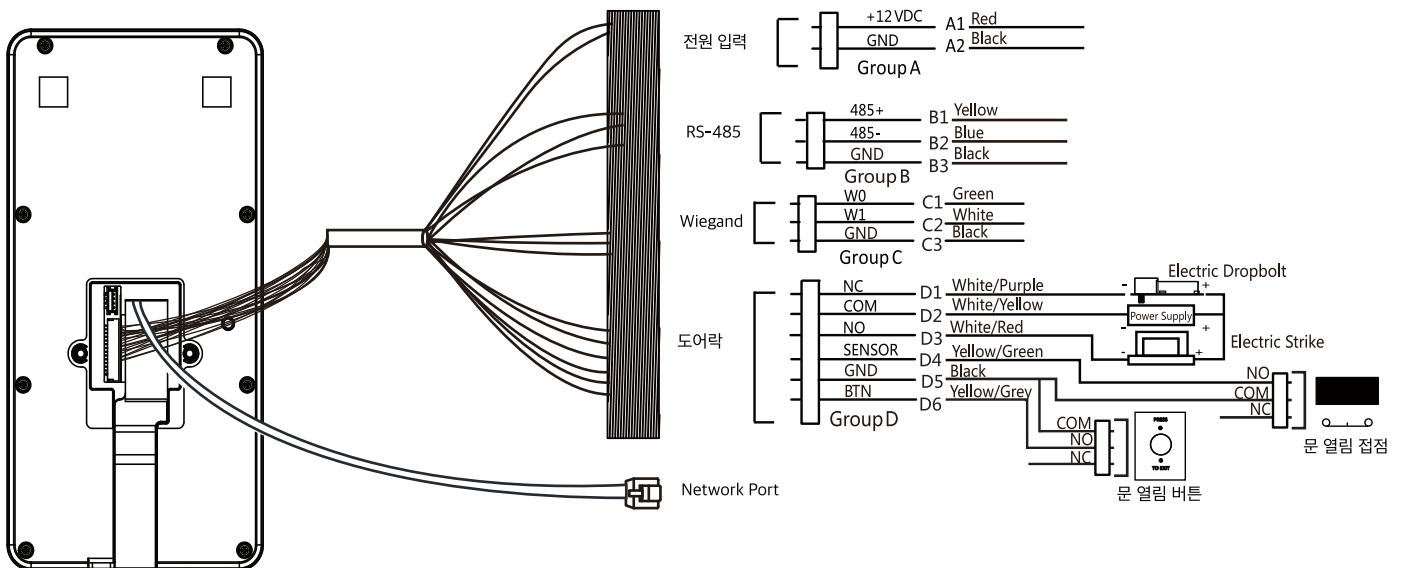 전원 입력
+12 VDC A1 Red
GND A2 Black
Group A
RS-485
485+ B1 Yellow
485- B2 Blue
GND B3 Black
Group B
Wiegand
W0 C1 Green
W1 C2 White
GND C3 Black
Group C
도어락
NC D1 White/Purple
COM D2 White/Yellow
NO D3 White/Red
SENSOR D4 Yellow/Green
GND D5 Black
BTN D6 Yellow/Grey
Group D
Electric Dropbolt
- +
Power Supply
- +
Electric Strike
- +
NO
COM
NC
문 열림 접점
COM
NO
NC
PRESS
TO EXIT
문 열림 버튼
Network Port